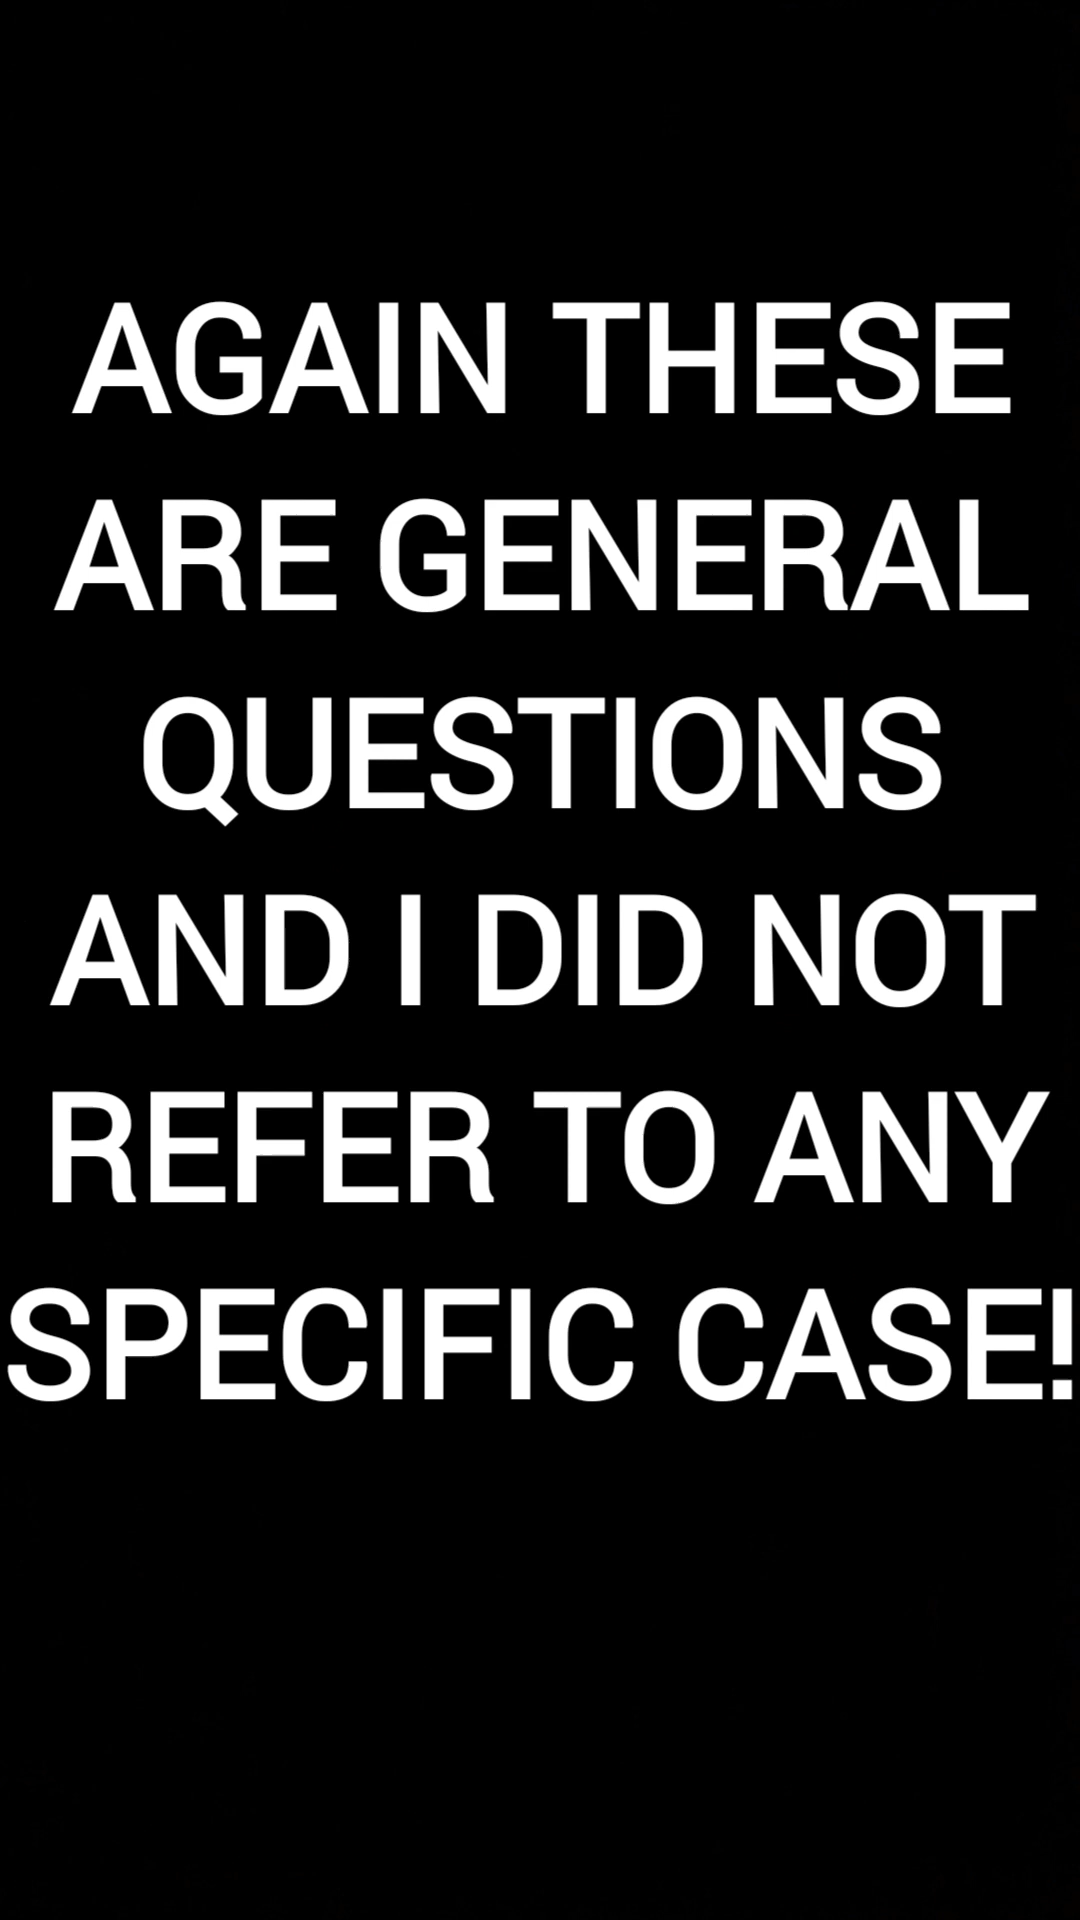 AGAIN THESE
ARE GENERAL
QUESTIONS
AND I DID NOT
REFER TO ANY
SPECIFIC CASE!